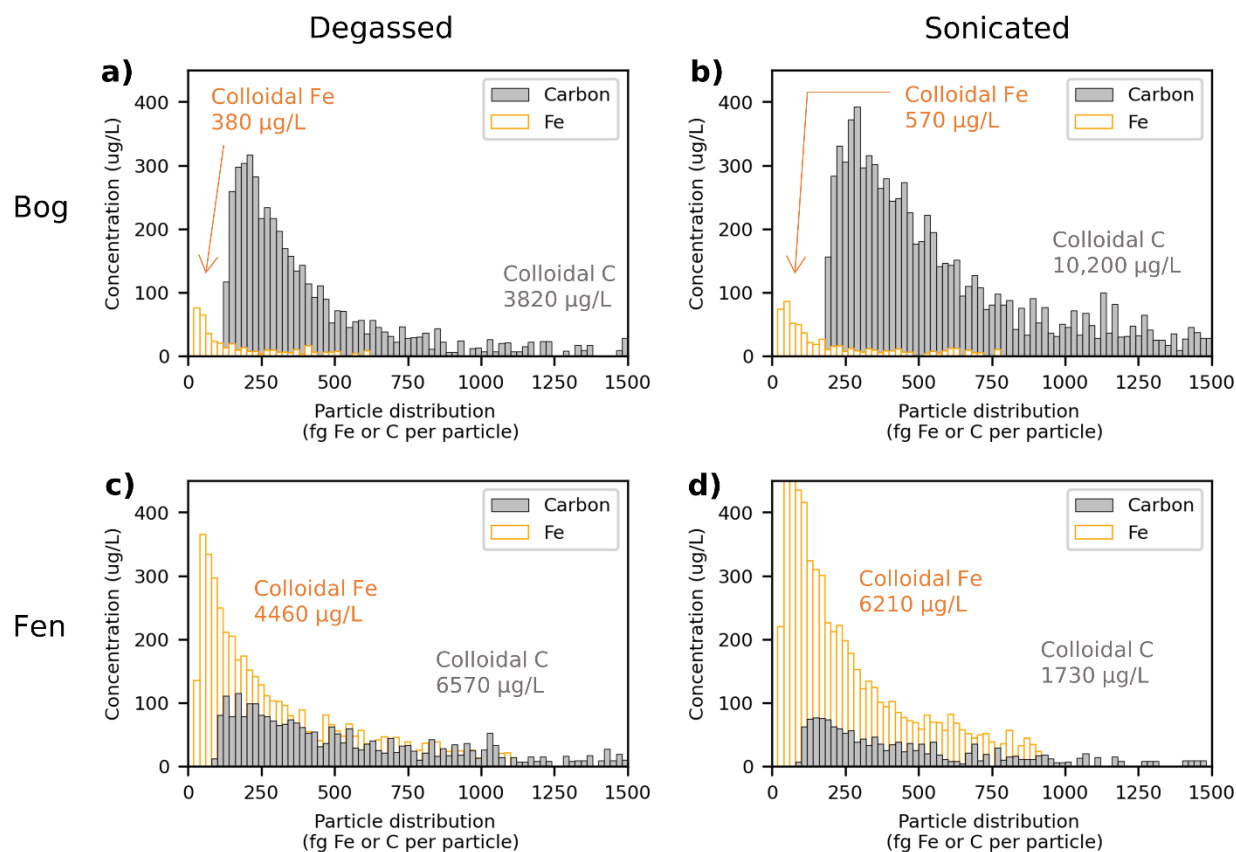 Degassed
Sonicated
Bog
a)
Colloidal Fe
380 µg/L
Carbon
Fe
Colloidal C
3820 µg/L
Concentration (ug/L)
400
300
200
100
0
0 250 500 750 1000 1250 1500
Particle distribution
(fg Fe or C per particle)
b)
Colloidal Fe
570 µg/L
Carbon
Fe
Colloidal C
10,200 µg/L
Concentration (ug/L)
400
300
200
100
0
0 250 500 750 1000 1250 1500
Particle distribution
(fg Fe or C per particle)
Fen
c)
Carbon
Fe
Colloidal Fe
4460 µg/L
Colloidal C
6570 µg/L
Concentration (ug/L)
400
300
200
100
0
0 250 500 750 1000 1250 1500
Particle distribution
(fg Fe or C per particle)
d)
Carbon
Fe
Colloidal Fe
6210 µg/L
Colloidal C
1730 µg/L
Concentration (ug/L)
400
300
200
100
0
0 250 500 750 1000 1250 1500
Particle distribution
(fg Fe or C per particle)